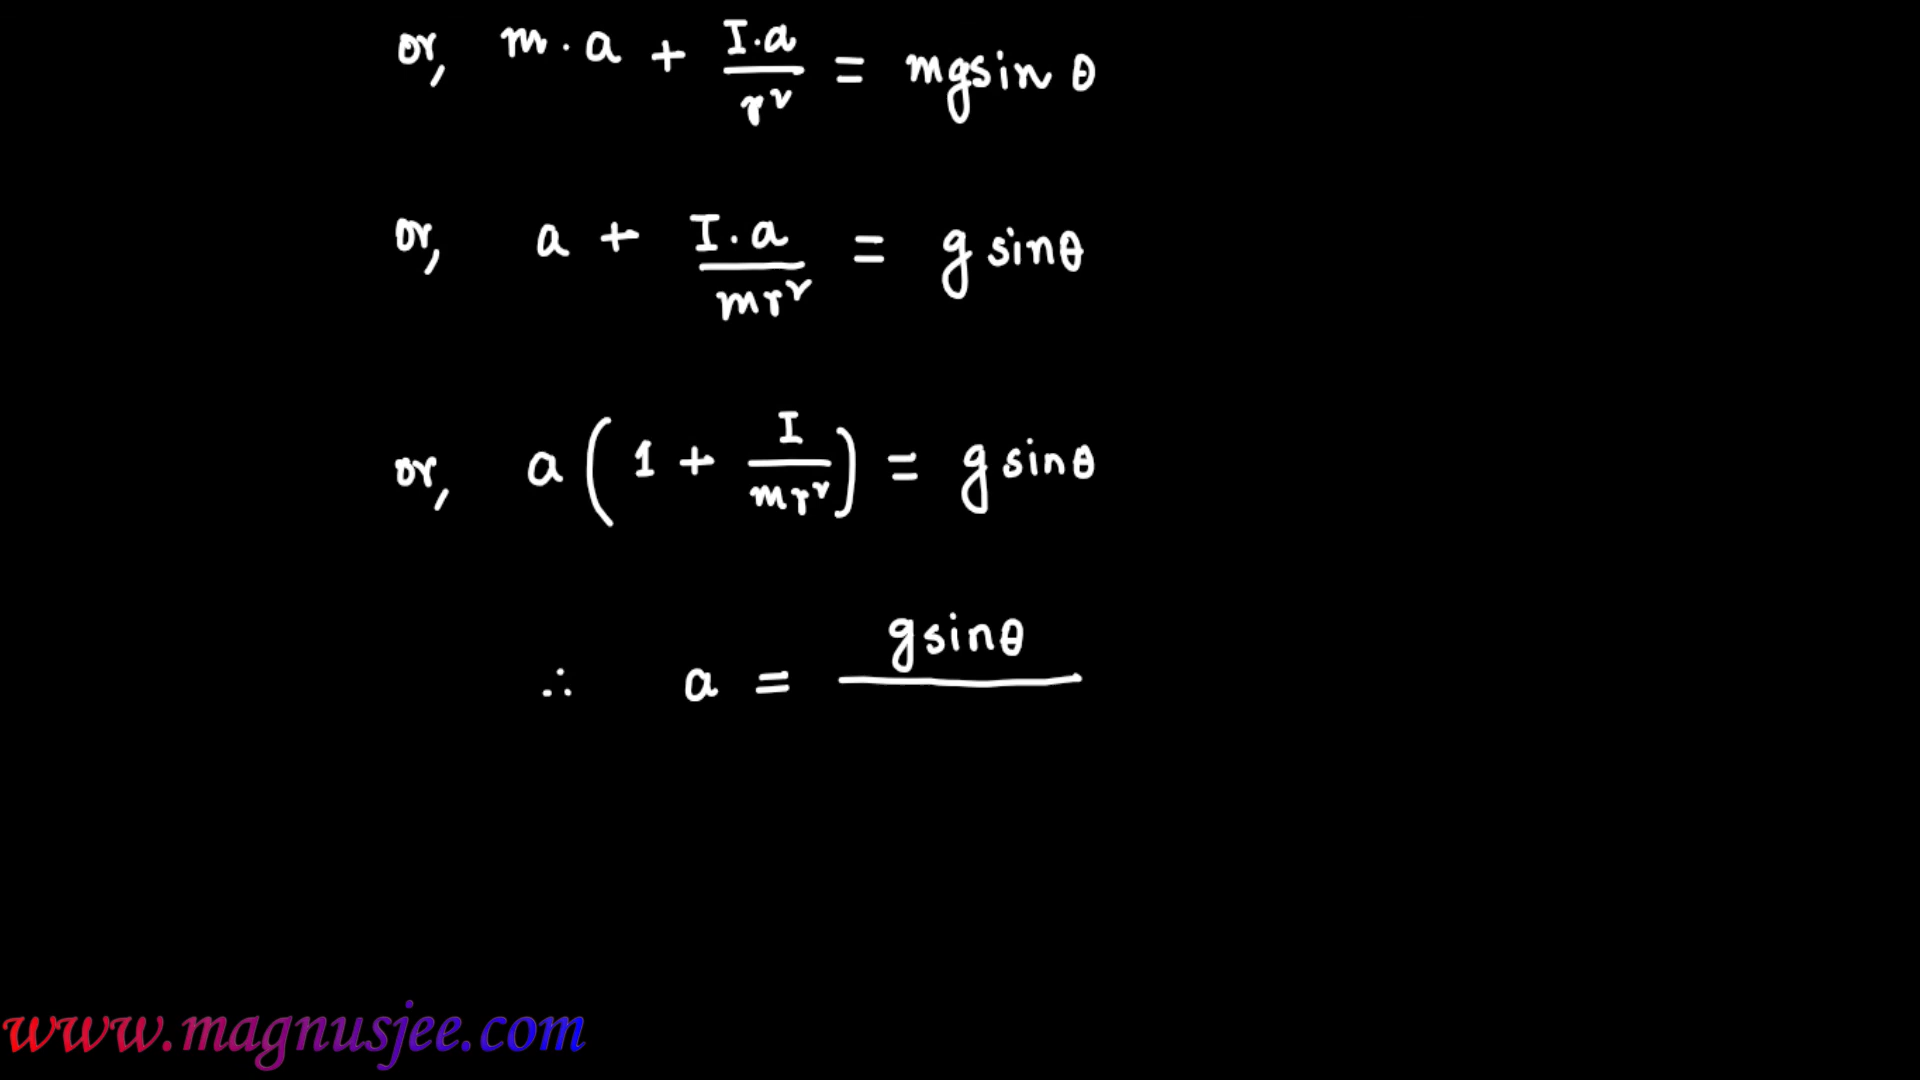 or, m·a + I·a/r² = mg sin θ
or, a + I·a/mr² = g sinθ
or, a(1 + I/mr²) = g sinθ
∴ a = g sinθ/
www.magnusjee.com